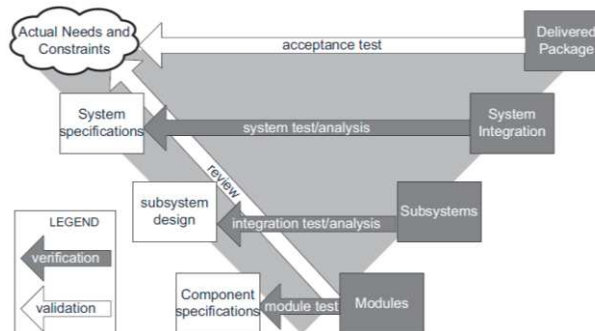 Actual Needs and
Constraints
acceptance test
Delivered
Package
System
specifications
system test/analysis
System
Integration
review
subsystem
design
integration test/analysis
Subsystems
LEGEND
verification
validation
Component
specifications
module test
Modules